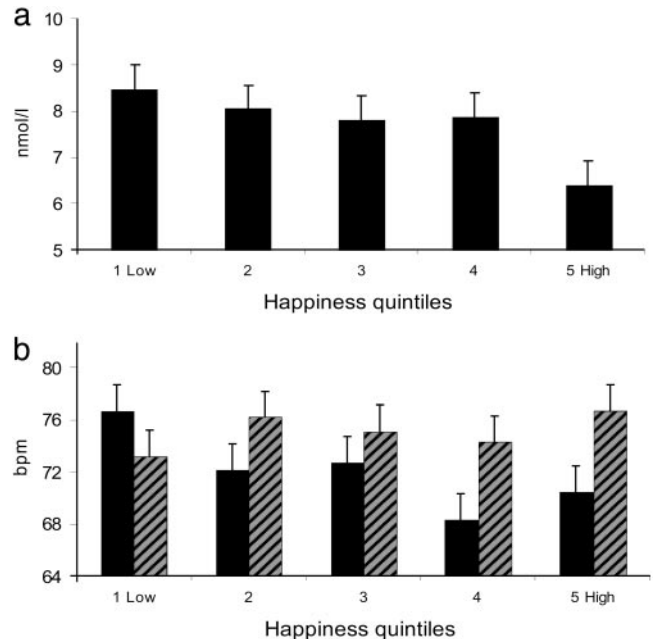 a
10
9
8
7
6
5
nmol/l
1 Low 2 3 4 5 High
Happiness quintiles
b
80
76
72
68
64
bpm
1 Low 2 3 4 5 High
Happiness quintiles